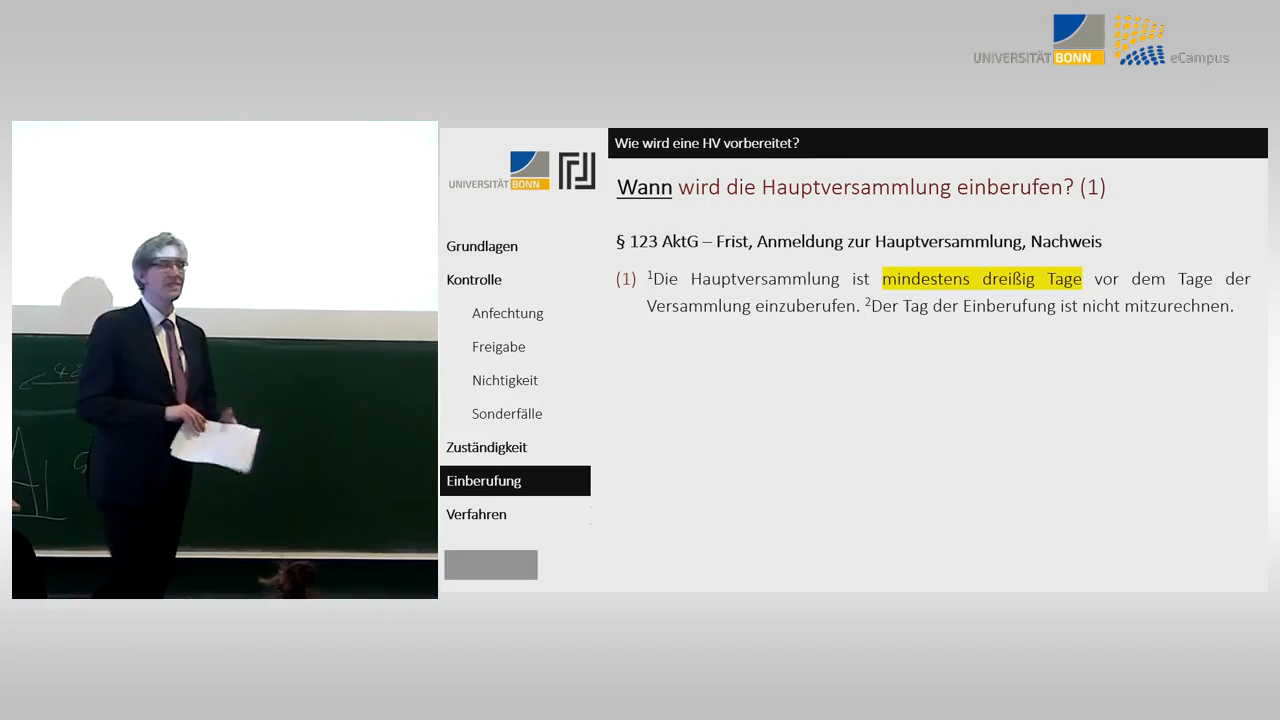 UNIVERSITÄT BONN eCampus
Wie wird eine HV vorbereitet?
UNIVERSITÄT BONN
Wann wird die Hauptversammlung einberufen? (1)
Grundlagen
Kontrolle
Anfechtung
Freigabe
Nichtigkeit
Sonderfälle
Zuständigkeit
Einberufung
Verfahren
§ 123 AktG – Frist, Anmeldung zur Hauptversammlung, Nachweis
(1) ¹Die Hauptversammlung ist mindestens dreißig Tage vor dem Tage der
Versammlung einzuberufen. ²Der Tag der Einberufung ist nicht mitzurechnen.